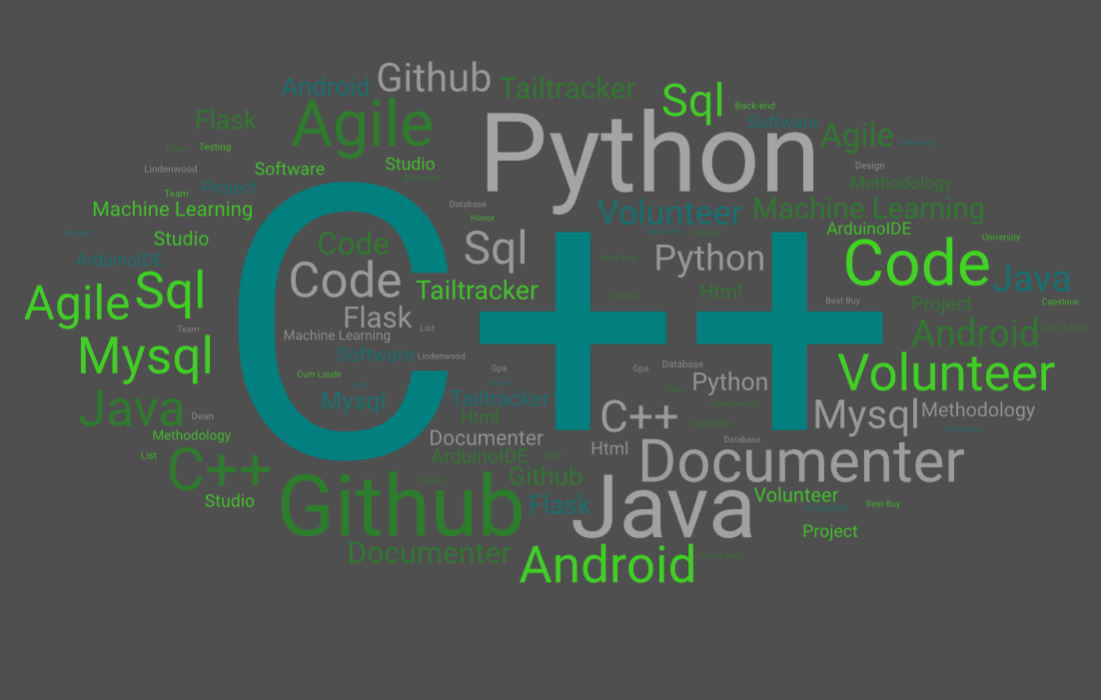 Github
Android
Tailtracker
Sql
Back-end
Flask
Agile
Python
Software
Agile
Testing
Lindenwood
Software
Studio
Design
Team
Project
Methodology
Machine Learning
Database
Honor
Volunteer
Machine Learning
ArduinoIDE
Studio
Code
Sql
University
ArduinoIDE
Python
Code
Java
Code
Tailtracker
Html
Agile
Sql
C++
Best Buy
Project
Capstone
Flask
Team
Machine Learning
List
Android
Cum Laude
Mysql
Software
Lindenwood
Gpa
Gpa
Database
Volunteer
Cum Laude
Python
Mysql
Tailtracker
Java
Dean
Html
C++
Mysql
Methodology
Methodology
Documenter
Database
List
ArduinoIDE
Html
Documenter
C++
Github
Studio
Github
Flask
Java
Volunteer
Best Buy
Project
Documenter
Android